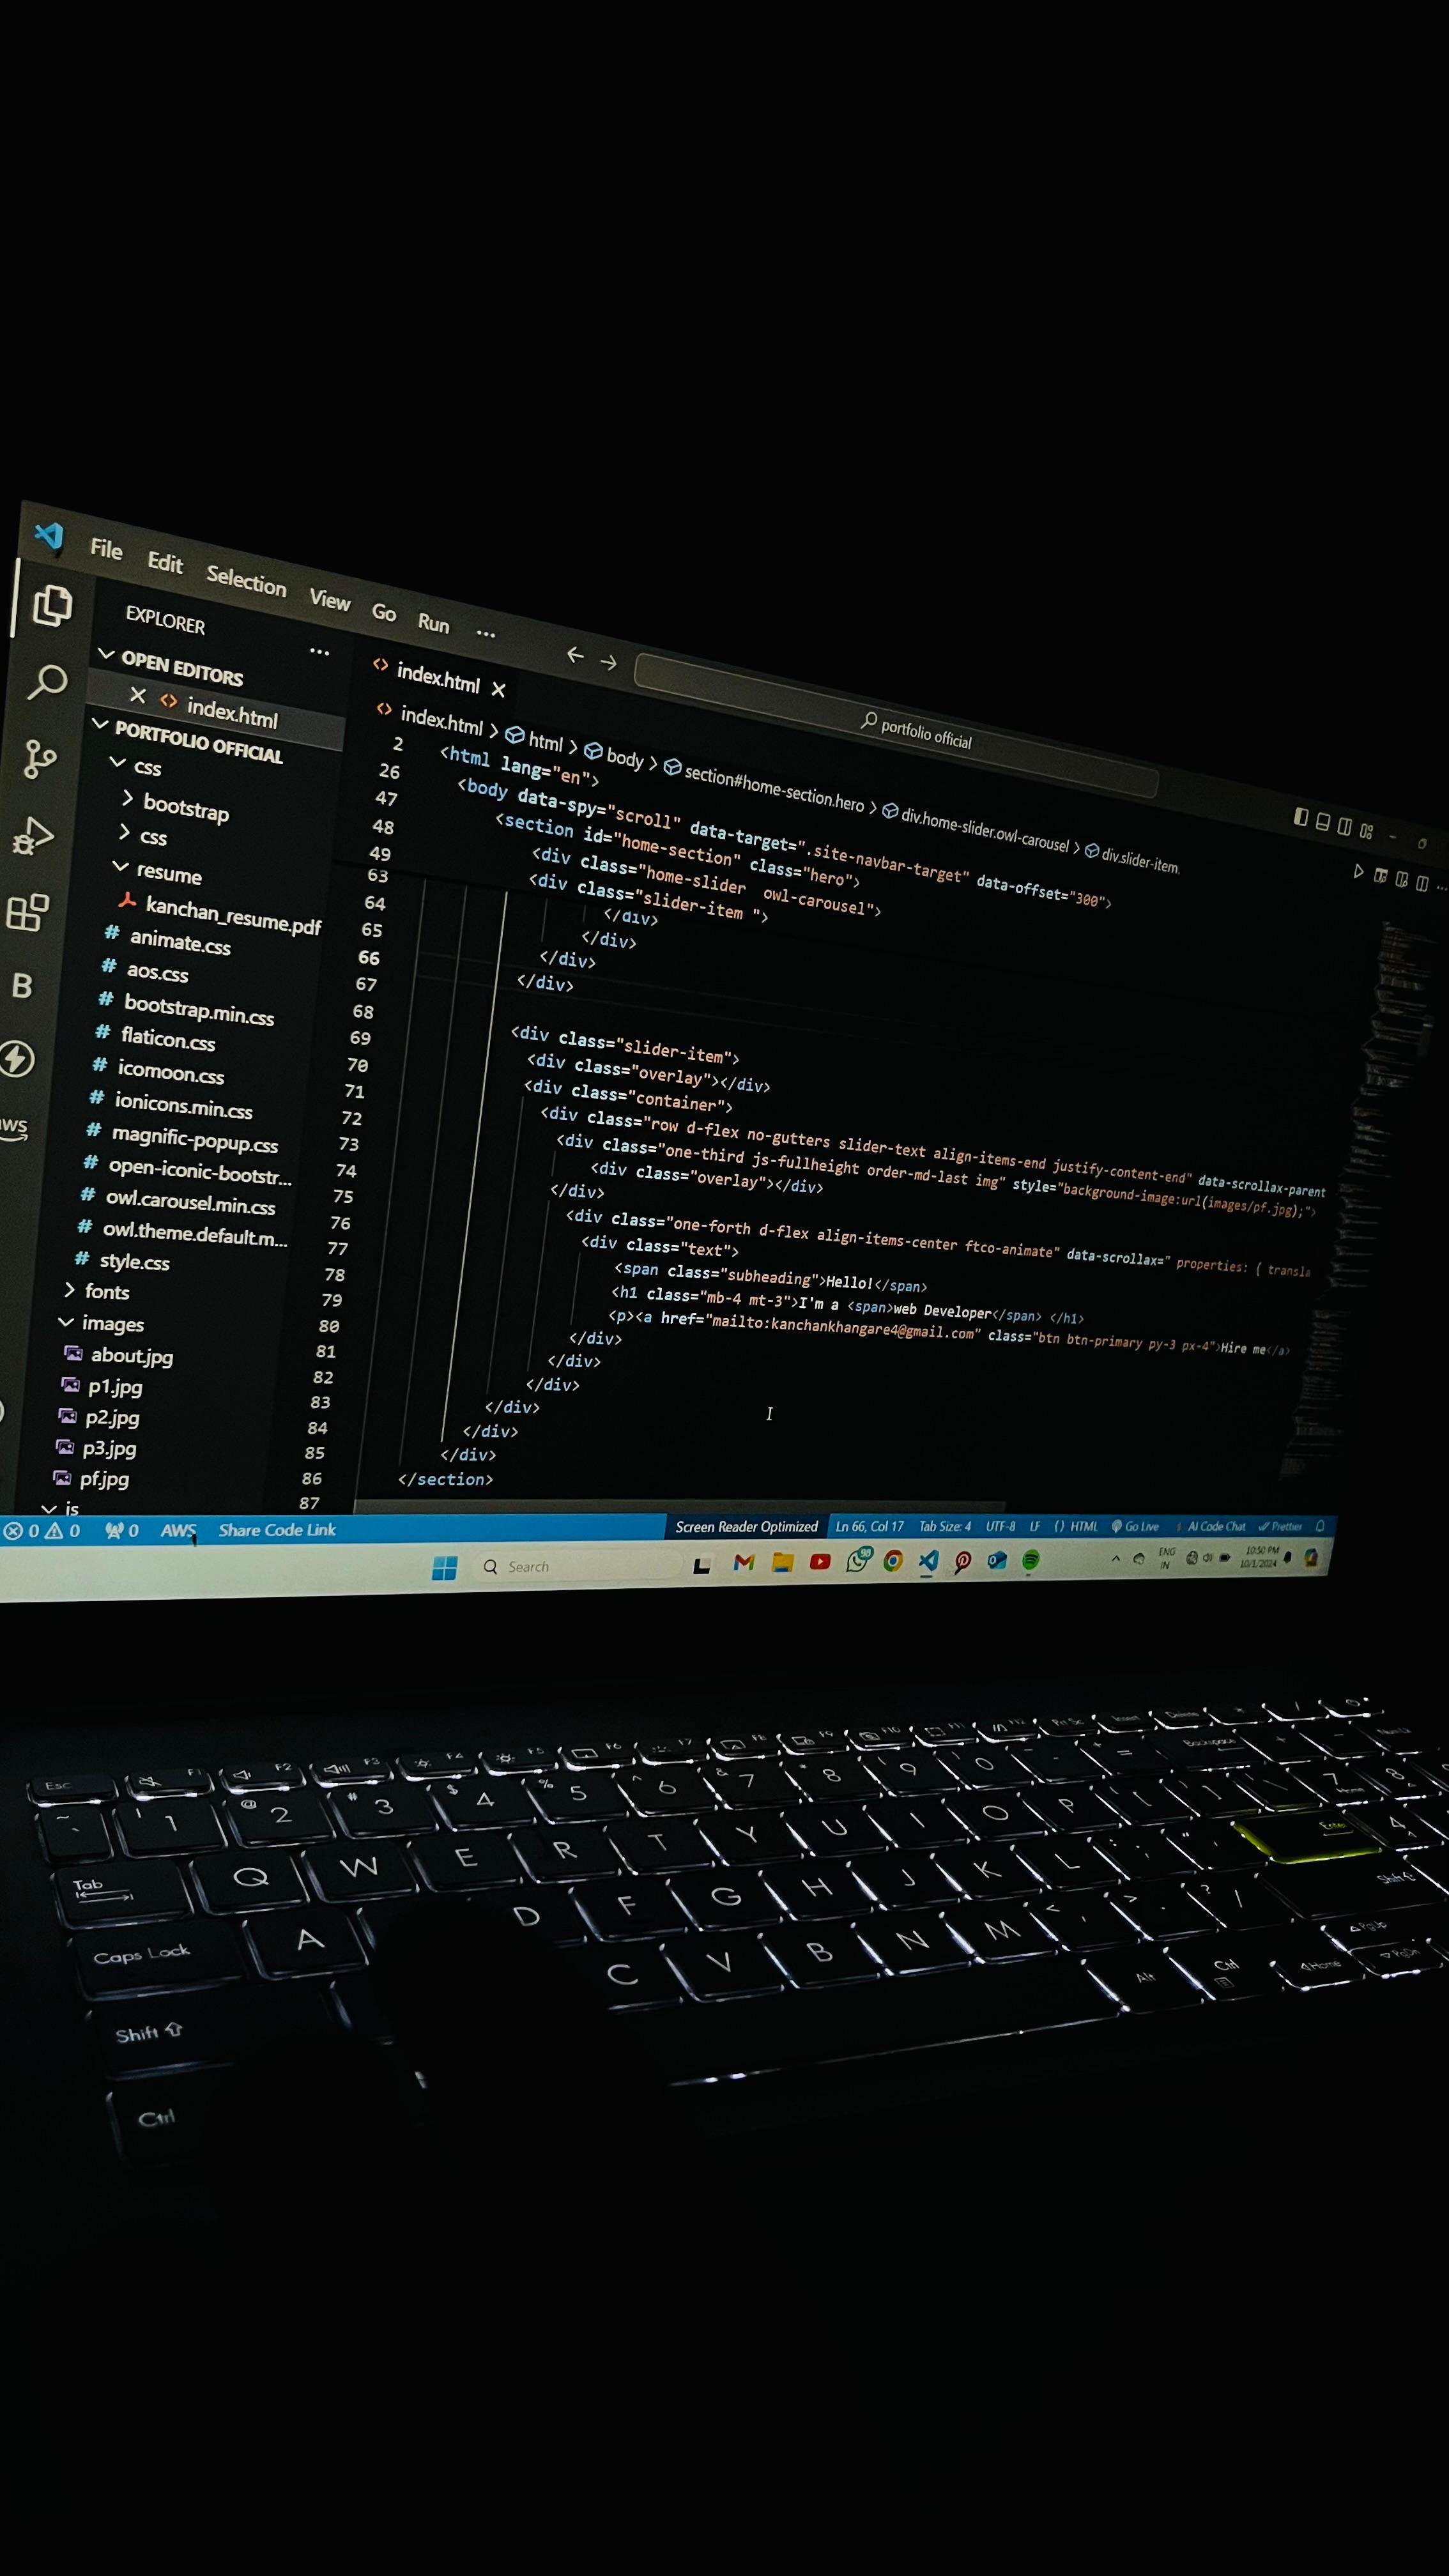 File Edit Selection View Go Run ...
portfolio official
EXPLORER ...
OPEN EDITORS
index.html
PORTFOLIO OFFICIAL
css
bootstrap
css
resume
kanchan_resume.pdf
animate.css
aos.css
bootstrap.min.css
flaticon.css
icomoon.css
ionicons.min.css
magnific-popup.css
open-iconic-bootstr...
owl.carousel.min.css
owl.theme.default.m...
style.css
fonts
images
about.jpg
p1.jpg
p2.jpg
p3.jpg
pf.jpg
B
aws
index.html
index.html > html > body > section#home-section.hero > div.home-slider.owl-carousel > div.slider-item.
2 <html lang="en">
26 <body data-spy="scroll" data-target=".site-navbar-target" data-offset="300">
47 <section id="home-section" class="hero">
48 <div class="home-slider owl-carousel">
49 <div class="slider-item ">
63 </div>
64 </div>
65 </div>
66 </div>
67
68 <div class="slider-item">
69 <div class="overlay"></div>
70 <div class="container">
71 <div class="row d-flex no-gutters slider-text align-items-end justify-content-end" data-scrollax-parent
72 <div class="one-third js-fullheight order-md-last img" style="background-image:url(images/pf.jpg);">
73 <div class="overlay"></div>
74 </div>
75 <div class="one-forth d-flex align-items-center ftco-animate" data-scrollax=" properties: { transla
76 <div class="text">
77 <span class="subheading">Hello!</span>
78 <h1 class="mb-4 mt-3">I'm a <span>web Developer</span> </h1>
79 <p><a href="mailto:kanchankhangare4@gmail.com" class="btn btn-primary py-3 px-4">Hire me</a>
80 </div>
81 </div>
82 </div>
83 </div>
84 </div>
85 </div>
86 </section>
87
0 0 0 AWS Share Code Link Screen Reader Optimized Ln 66, Col 17 Tab Size: 4 UTF-8 LF {} HTML Go Live AI Code Chat Prettier
Search 98 ENG IN 10:50 PM 10/1/2024
Esc F1 F2 F3 F4 F5 F6 F7 F8 F9 F10 F11 F12 Prt Sc Insert Delete
~ ` ! 1 @ 2 # 3 $ 4 % 5 ^ 6 & 7 * 8 9 0 - + = Backspace
Tab Q W E R T Y U I O P [ ] \ 7 8
Caps Lock A D F G H J K L ; " ' Enter 4
Shift C V B N M < , > . ? / Shift
Ctrl Alt Ctrl Home PgUp PgDn